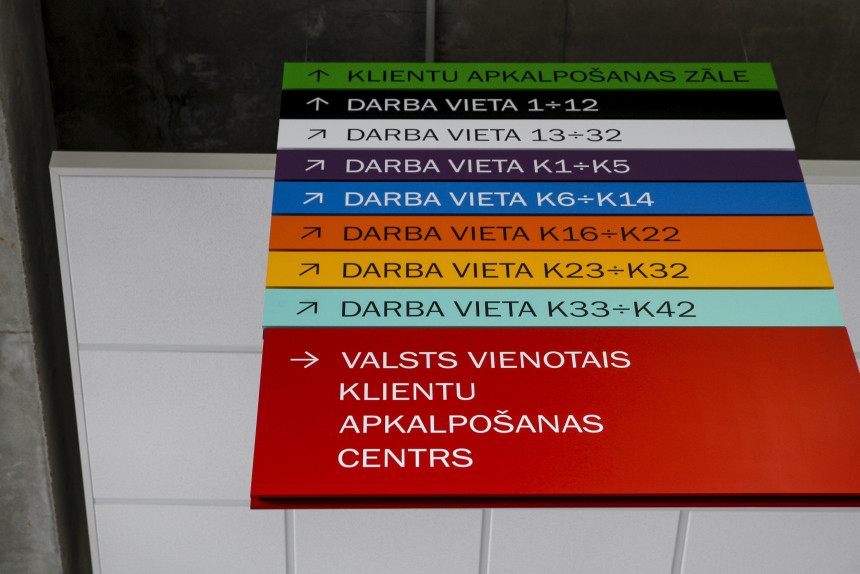 ↑ KLIENTU APKALPOŠANAS ZĀLE
↑ DARBA VIETA 1÷12
↗ DARBA VIETA 13÷32
↗ DARBA VIETA K1÷K5
↗ DARBA VIETA K6÷K14
↗ DARBA VIETA K16÷K22
↗ DARBA VIETA K23÷K32
↗ DARBA VIETA K33÷K42
→ VALSTS VIENOTAIS
KLIENTU
APKALPOŠANAS
CENTRS